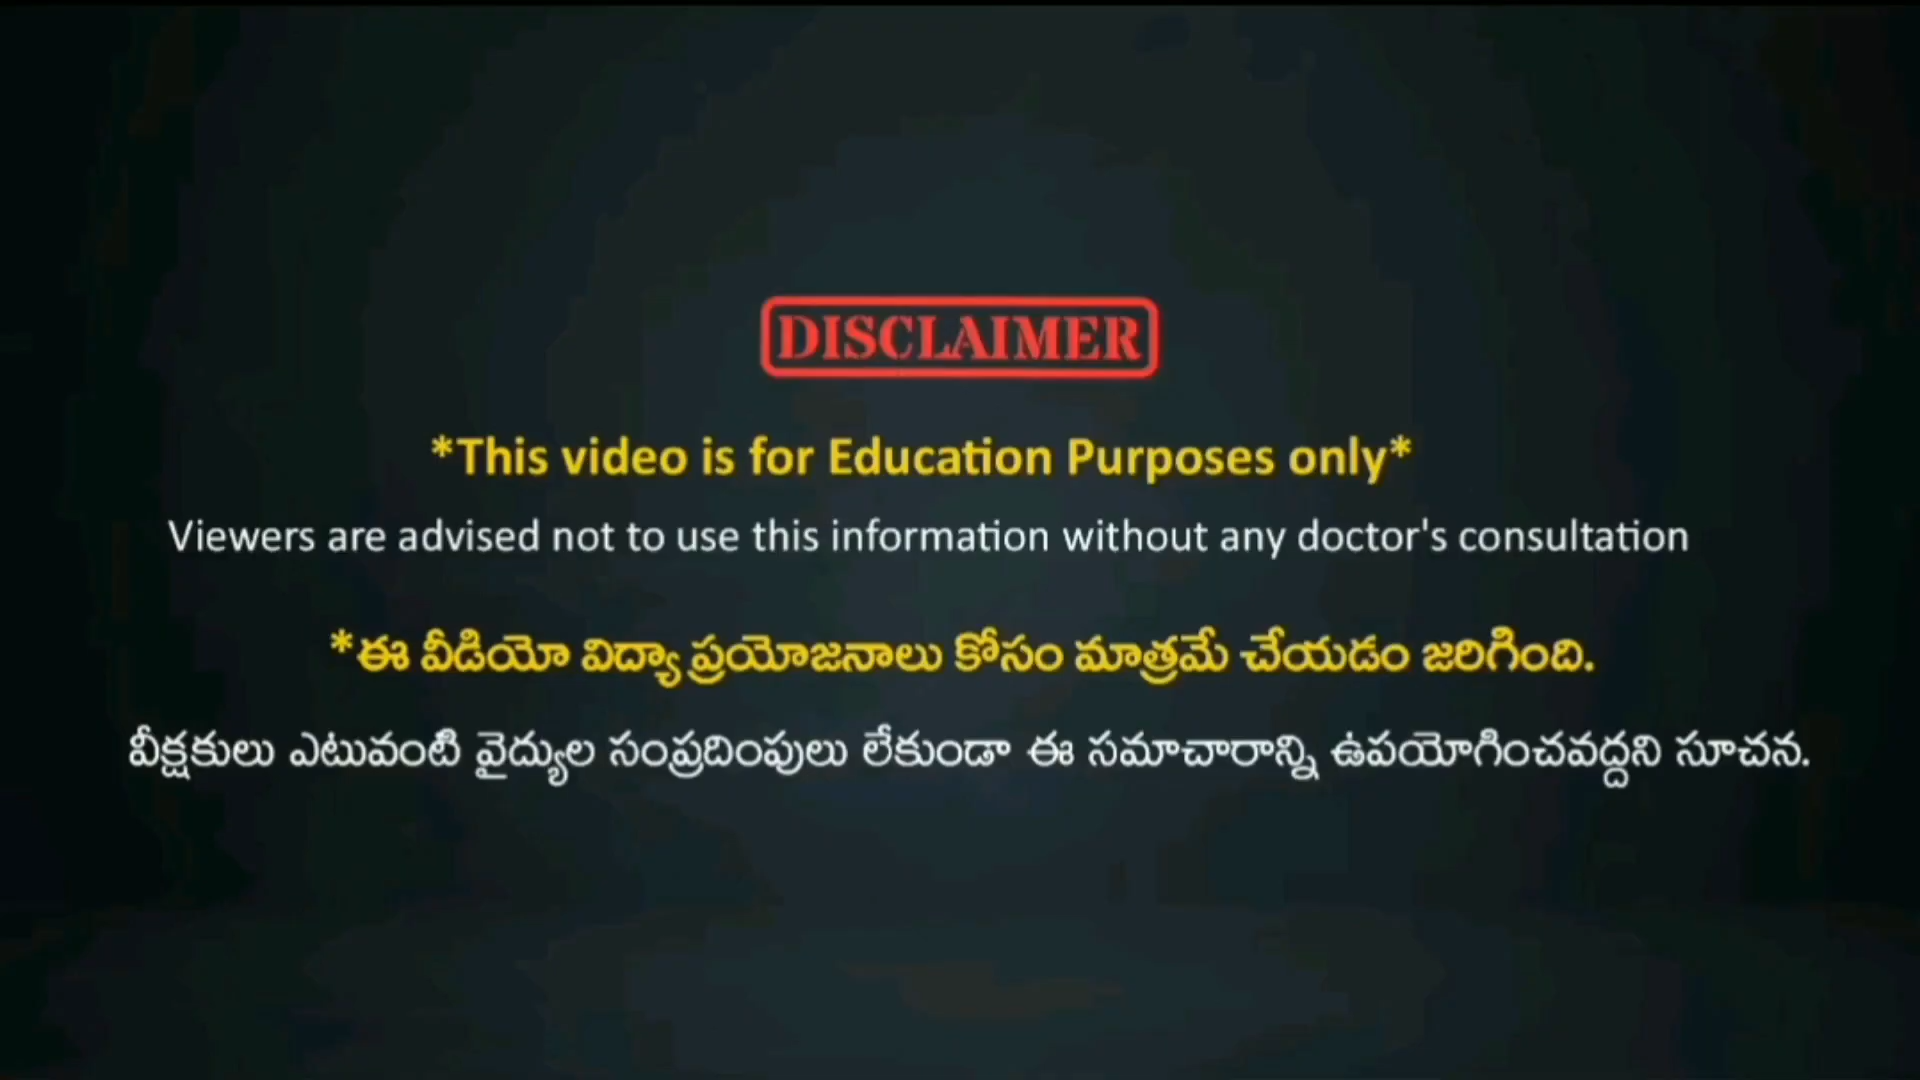 DISCLAIMER
*This video is for Education Purposes only*
Viewers are advised not to use this information without any doctor's consultation
*ఈ వీడియో విద్యా ప్రయోజనాలు కోసం మాత్రమే చేయడం జరిగింది.
వీక్షకులు ఎటువంటి వైద్యుల సంప్రదింపులు లేకుండా ఈ సమాచారాన్ని ఉపయోగించవద్దని సూచన.